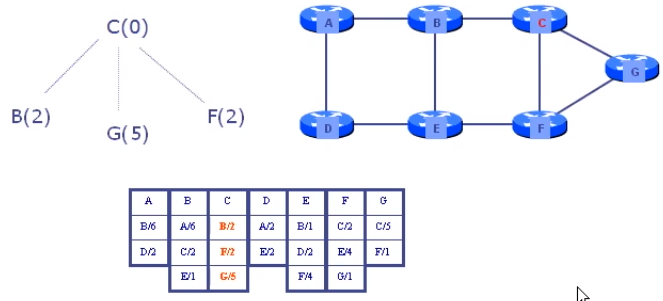 C(0)
B(2)
G(5)
F(2)
A B C
G
D E F
A B C D E F G
B/6 A/6 B/2 A/2 B/1 C/2 C/5
D/2 C/2 F/2 E/2 D/2 E/4 F/1
E/1 G/5 F/4 G/1